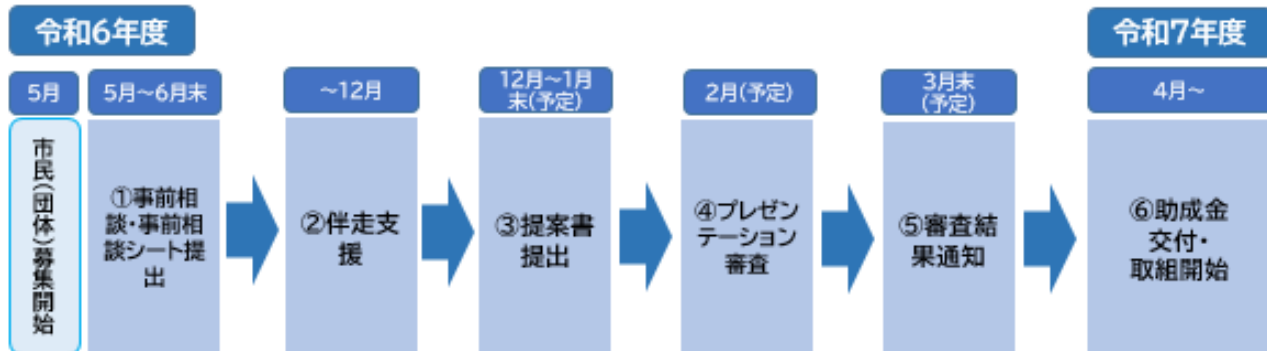 令和6年度
令和7年度
5月
5月～6月末
～12月
12月～1月
末(予定)
2月(予定)
3月末
(予定)
4月～
市民(団体)募集開始
①事前相
談・事前相
談シート提
出
②伴走支
援
③提案書
提出
④プレゼン
テーション
審査
⑤審査結
果通知
⑥助成金
交付・
取組開始